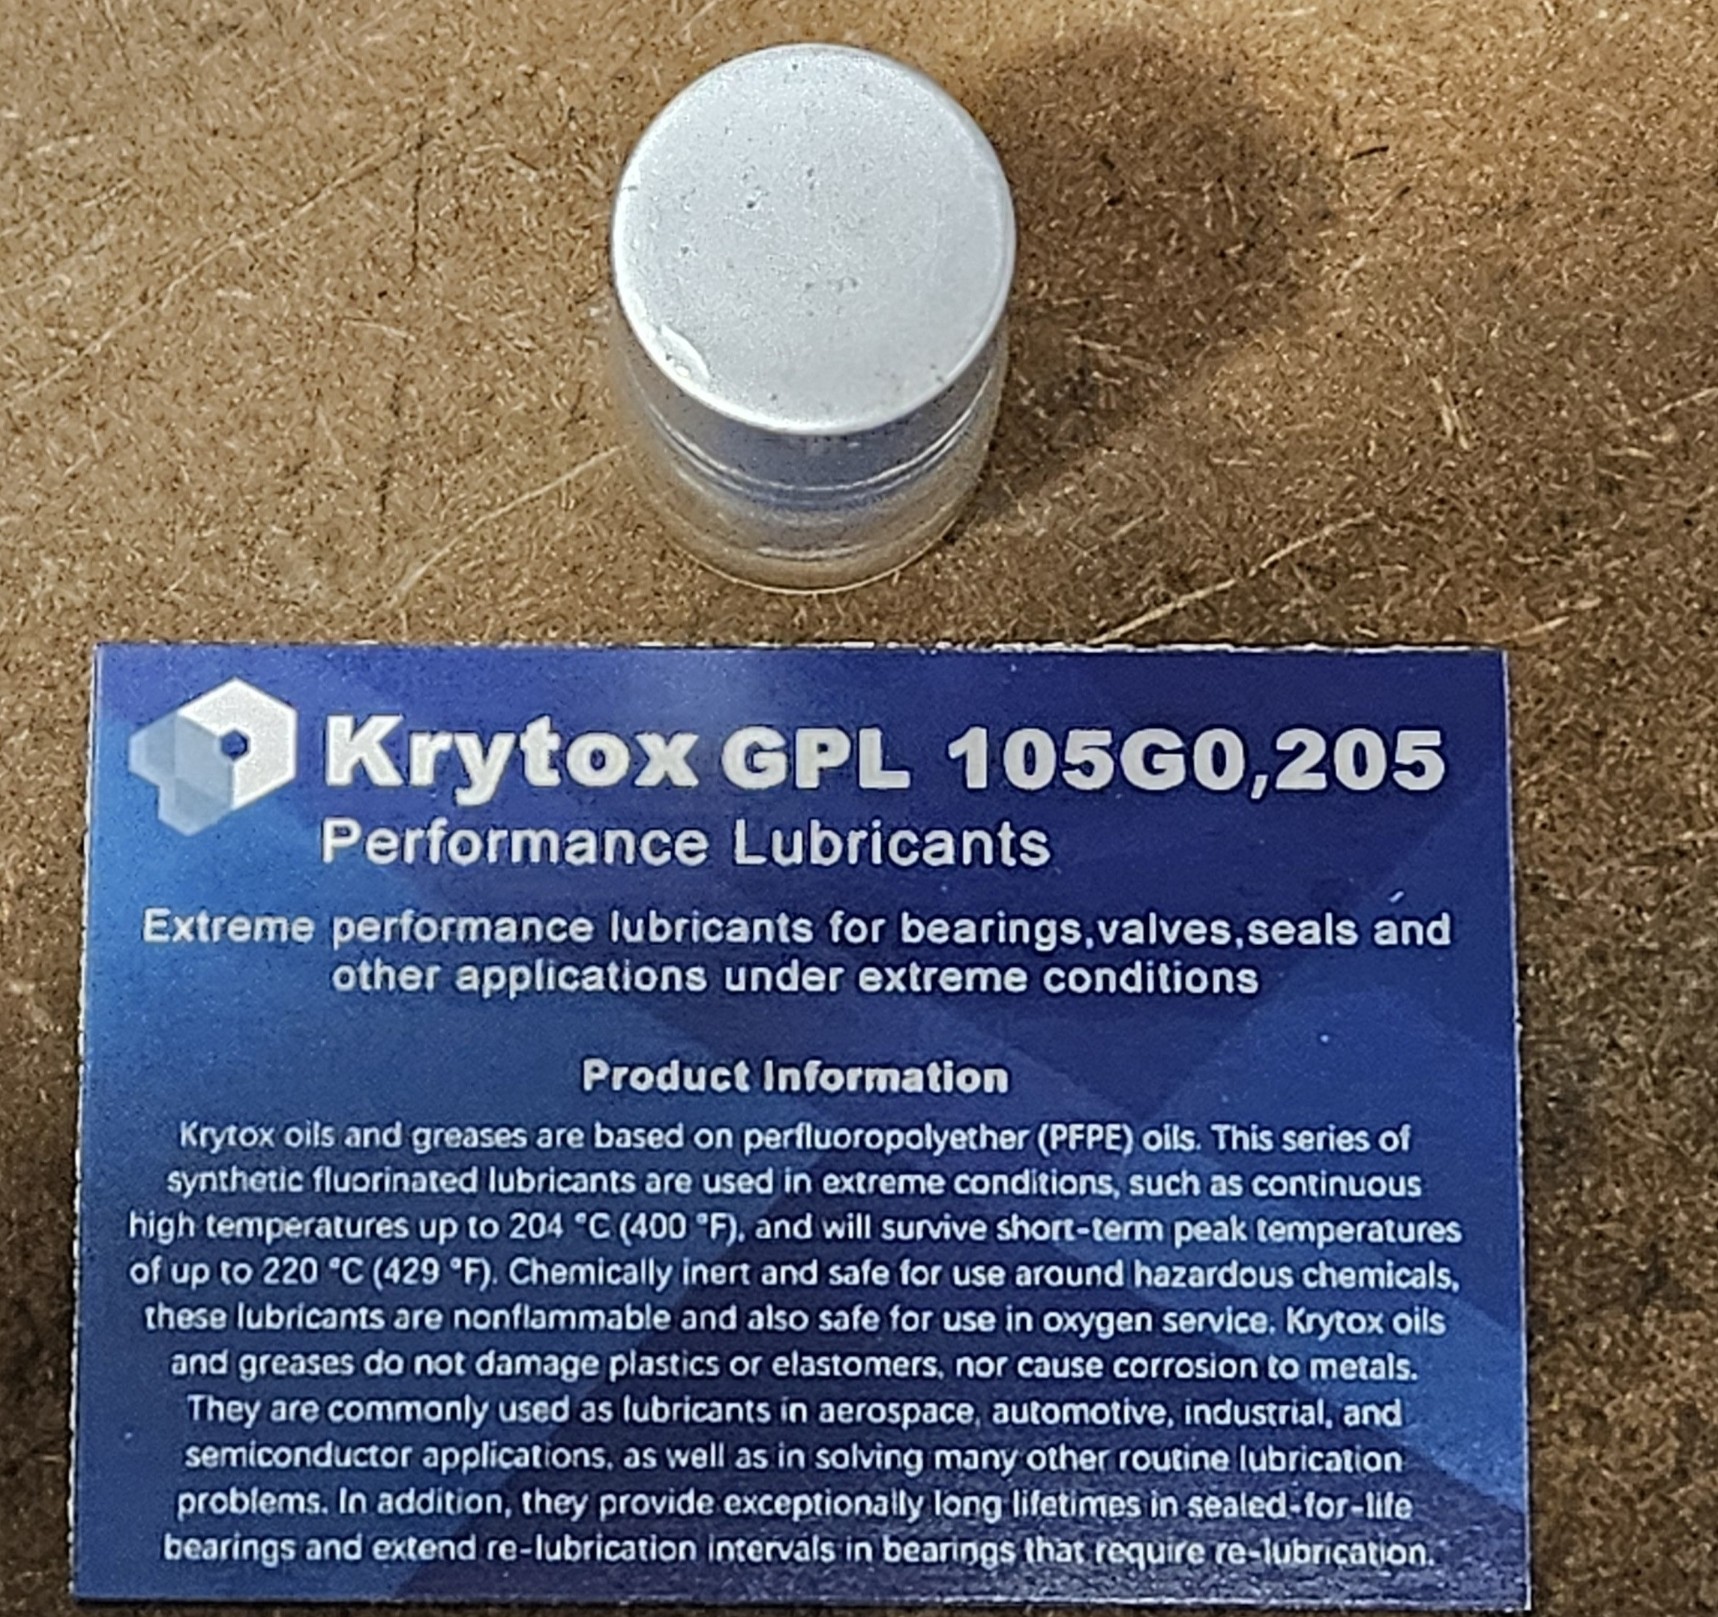 Krytox GPL 105G0,205
Performance Lubricants
Extreme performance lubricants for bearings,valves,seals and
other applications under extreme conditions
Product Information
Krytox oils and greases are based on perfluoropolyether (PFPE) oils. This series of
synthetic fluorinated lubricants are used in extreme conditions, such as continuous
high temperatures up to 204 °C (400 °F), and will survive short-term peak temperatures
of up to 220 °C (429 °F). Chemically inert and safe for use around hazardous chemicals,
these lubricants are nonflammable and also safe for use in oxygen service. Krytox oils
and greases do not damage plastics or elastomers, nor cause corrosion to metals.
They are commonly used as lubricants in aerospace, automotive, industrial, and
semiconductor applications, as well as in solving many other routine lubrication
problems. In addition, they provide exceptionally long lifetimes in sealed-for-life
bearings and extend re-lubrication intervals in bearings that require re-lubrication.